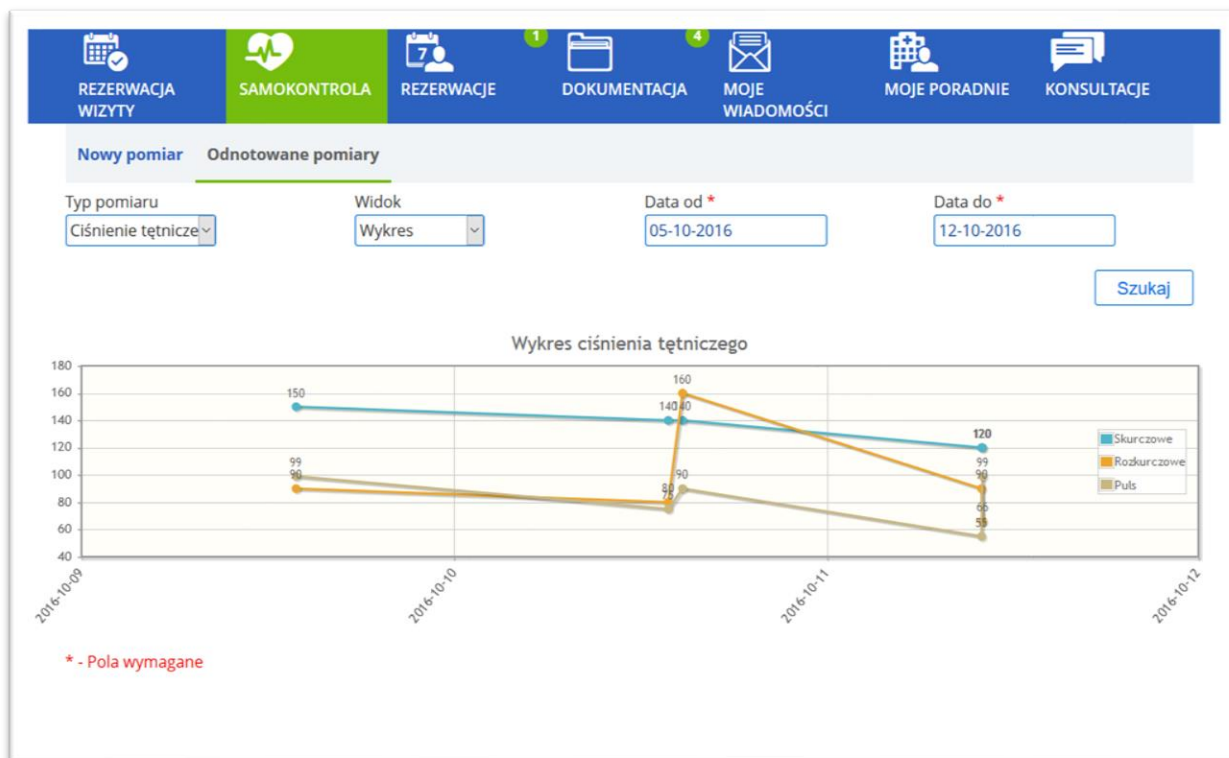 1
4
REZERWACJA
WIZYTY
SAMOKONTROLA
7
REZERWACJE
DOKUMENTACJA
MOJE
WIADOMOŚCI
MOJE PORADNIE
KONSULTACJE
Nowy pomiar
Odnotowane pomiary
Typ pomiaru
Widok
Data od *
Data do *
Ciśnienie tętnicze
Wykres
05-10-2016
12-10-2016
Szukaj
Wykres ciśnienia tętniczego
180
160
140
120
100
80
60
40
150
99
90
140
140
160
80
75
90
120
99
90
66
55
Skurczowe
Rozkurczowe
Puls
2016-10-09
2016-10-10
2016-10-11
2016-10-12
* - Pola wymagane